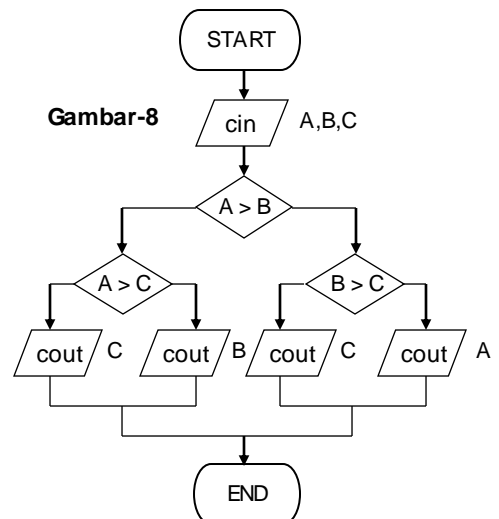 START
Gambar-8
cin A,B,C
A > B
A > C B > C
cout C cout B cout C cout A
END